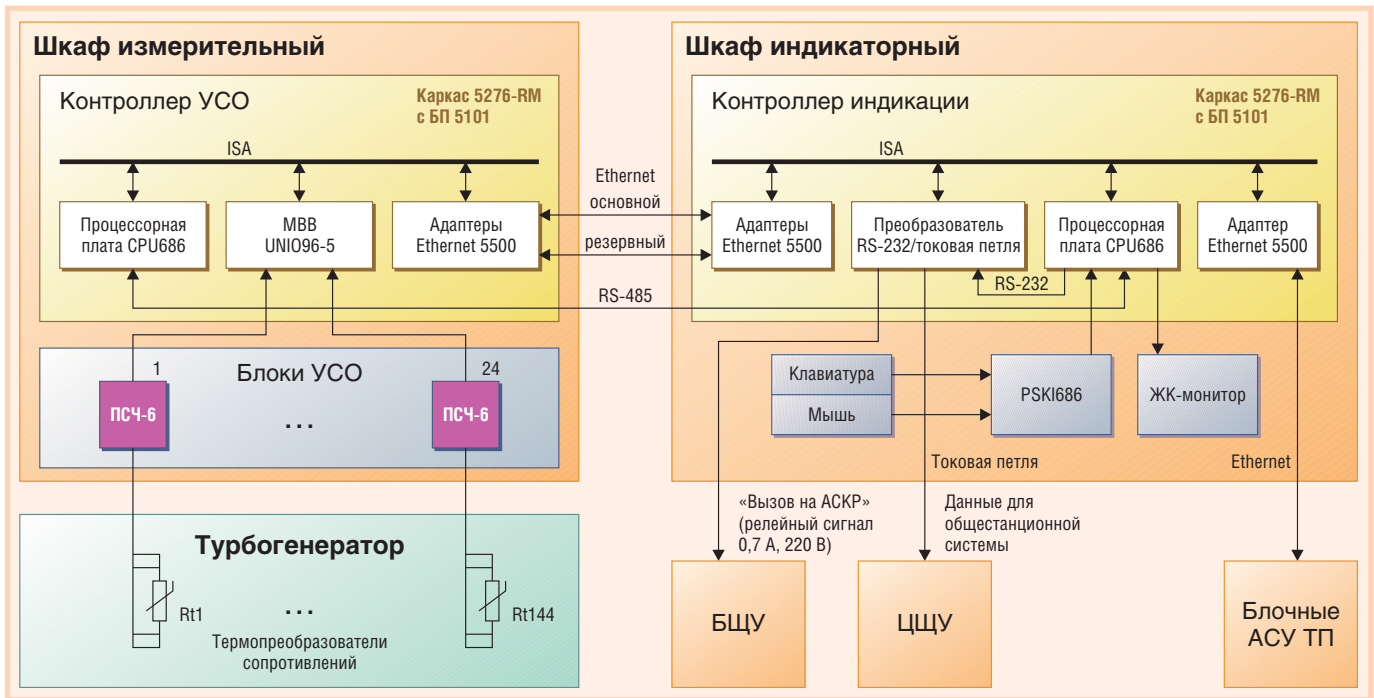 Шкаф измерительный
Контроллер УСО
Каркас 5276-RM
с БП 5101
ISA
Процессорная
плата CPU686
МВВ
UNIO96-5
Адаптеры
Ethernet 5500
Ethernet
основной
резервный
RS-485
Блоки УСО
1
24
ПСЧ-6
...
ПСЧ-6
Турбогенератор
Rt1
...
Rt144
Термопреобразователи
сопротивлений
Шкаф индикаторный
Контроллер индикации
Каркас 5276-RM
с БП 5101
ISA
Адаптеры
Ethernet 5500
Преобразователь
RS-232/токовая петля
Процессорная
плата CPU686
Адаптер
Ethernet 5500
RS-232
Клавиатура
Мышь
PSKI686
ЖК-монитор
Токовая петля
Ethernet
«Вызов на АСКР»
(релейный сигнал
0,7 А, 220 В)
Данные для
общестанционной
системы
БЩУ
ЦЩУ
Блочные
АСУ ТП